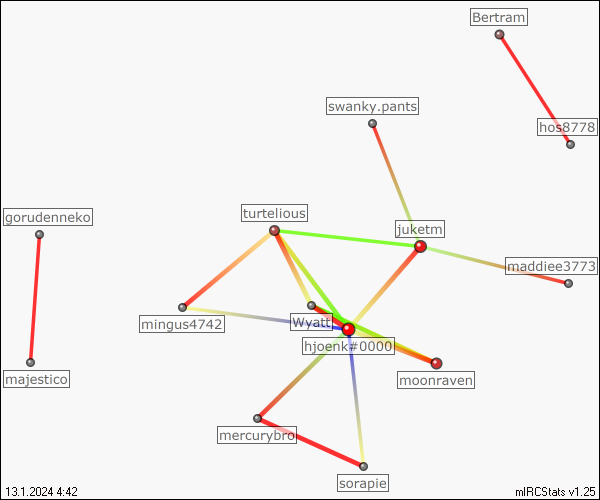 Bertram
swanky.pants
hos8778
gorudenneko
turtelious
juketm
maddiee3773
mingus4742
Wyatt
hjoenk#0000
majestico
moonraven
mercurybro
sorapie
13.1.2024 4:42
mIRCStats v1.25